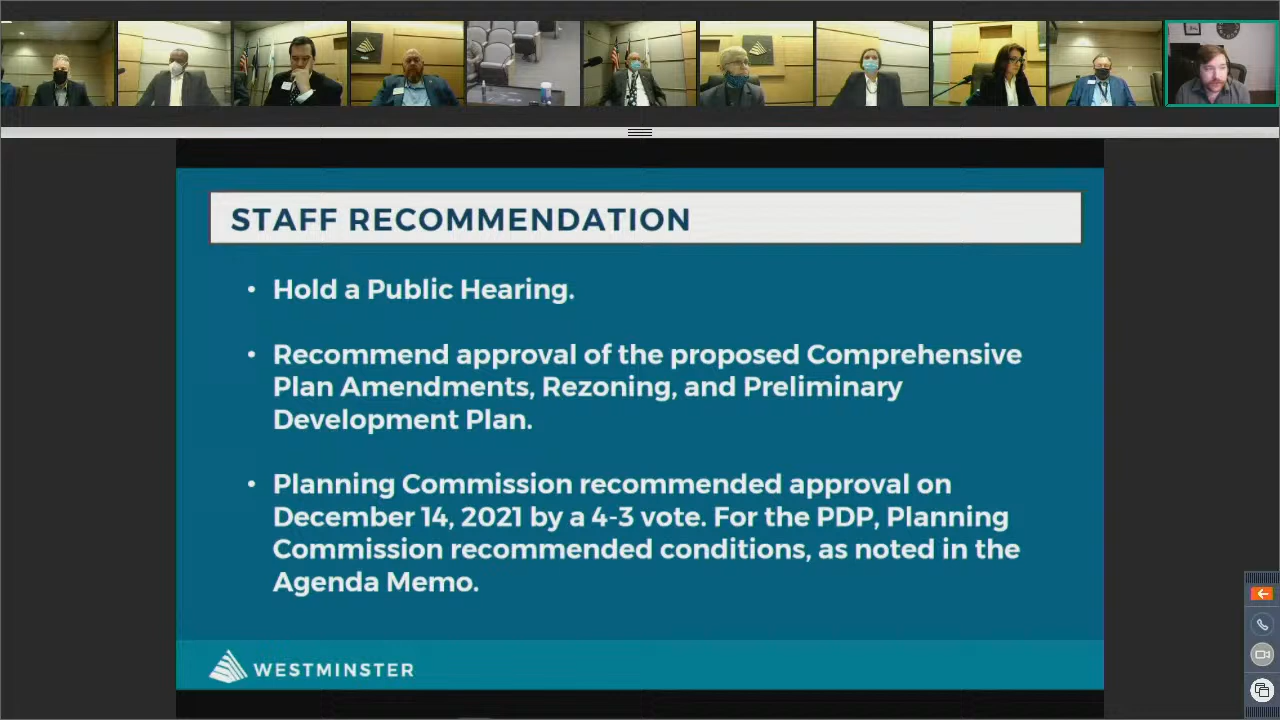 STAFF RECOMMENDATION
• Hold a Public Hearing.
• Recommend approval of the proposed Comprehensive
Plan Amendments, Rezoning, and Preliminary
Development Plan.
• Planning Commission recommended approval on
December 14, 2021 by a 4-3 vote. For the PDP, Planning
Commission recommended conditions, as noted in the
Agenda Memo.
WESTMINSTER